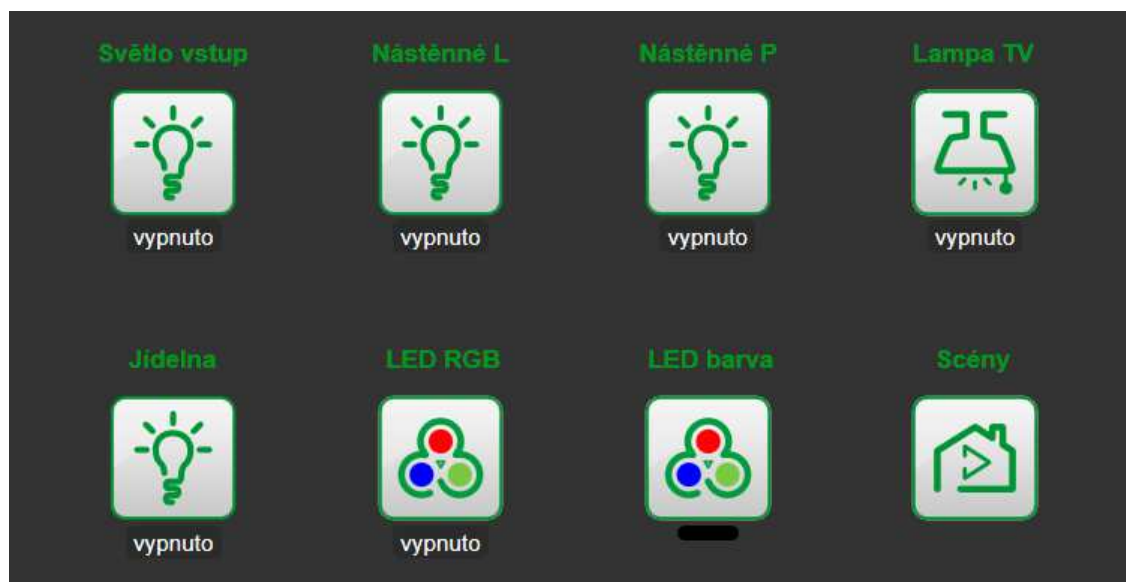 Světlo vstup
Nástěnné L
Nástěnné P
Lampa TV
vypnuto
vypnuto
vypnuto
vypnuto
Jídelna
LED RGB
LED barva
Scény
vypnuto
vypnuto